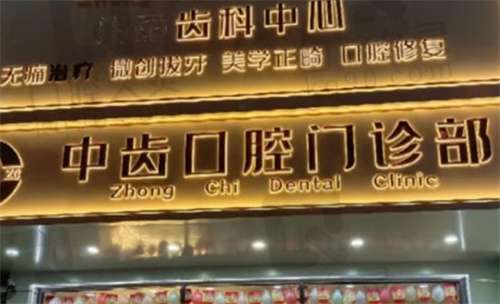 齿科中心
无痛治疗 微创拔牙 美学正畸 口腔修复
中齿口腔门诊部
Zhong Chi Dental Clinic